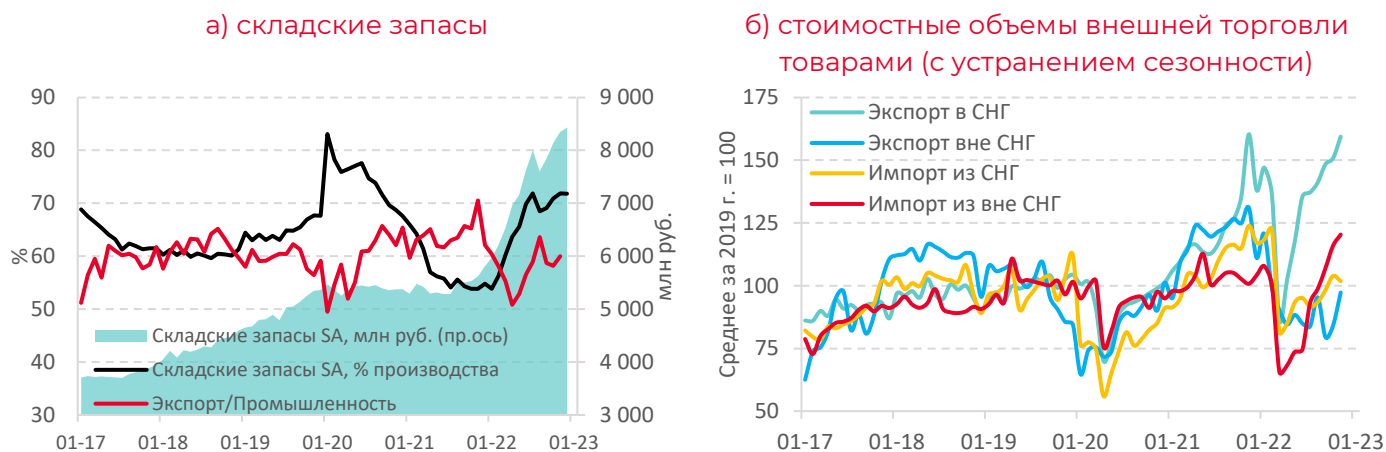 а) складские запасы
90
80
70
60
50
40
30
%
9 000
8 000
7 000
6 000
5 000
4 000
3 000
млн руб.
Складские запасы SA, млн руб. (пр.ось)
Складские запасы SA, % производства
Экспорт/Промышленность
01-17
01-18
01-19
01-20
01-21
01-22
01-23
б) стоимостные объемы внешней торговли
товарами (с устранением сезонности)
175
150
125
100
75
50
Среднее за 2019 г. = 100
Экспорт в СНГ
Экспорт вне СНГ
Импорт из СНГ
Импорт из вне СНГ
01-17
01-18
01-19
01-20
01-21
01-22
01-23